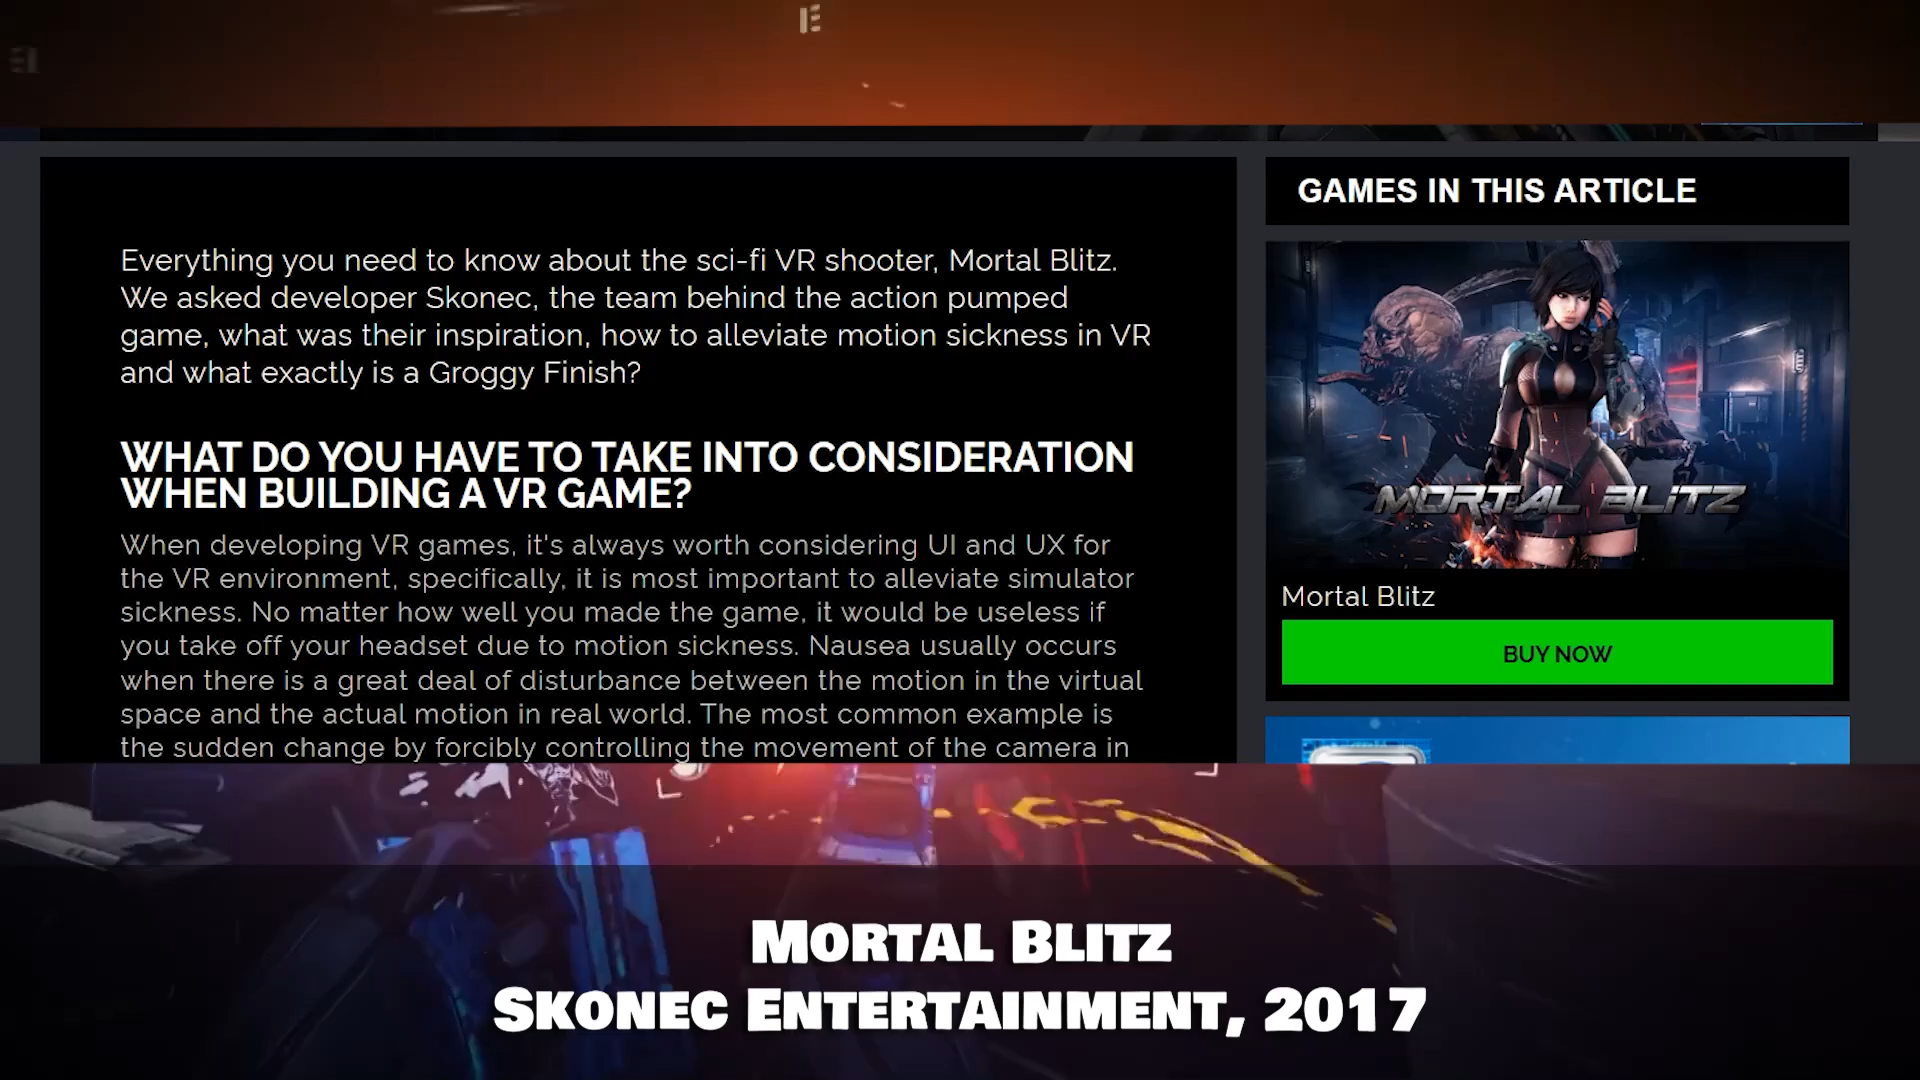 Everything you need to know about the sci-fi VR shooter, Mortal Blitz.
We asked developer Skonec, the team behind the action pumped
game, what was their inspiration, how to alleviate motion sickness in VR
and what exactly is a Groggy Finish?
WHAT DO YOU HAVE TO TAKE INTO CONSIDERATION
WHEN BUILDING A VR GAME?
When developing VR games, it's always worth considering UI and UX for
the VR environment, specifically, it is most important to alleviate simulator
sickness. No matter how well you made the game, it would be useless if
you take off your headset due to motion sickness. Nausea usually occurs
when there is a great deal of disturbance between the motion in the virtual
space and the actual motion in real world. The most common example is
the sudden change by forcibly controlling the movement of the camera in
GAMES IN THIS ARTICLE
MORTAL BLITZ
Mortal Blitz
BUY NOW
MORTAL BLITZ
SKONEC ENTERTAINMENT, 2017